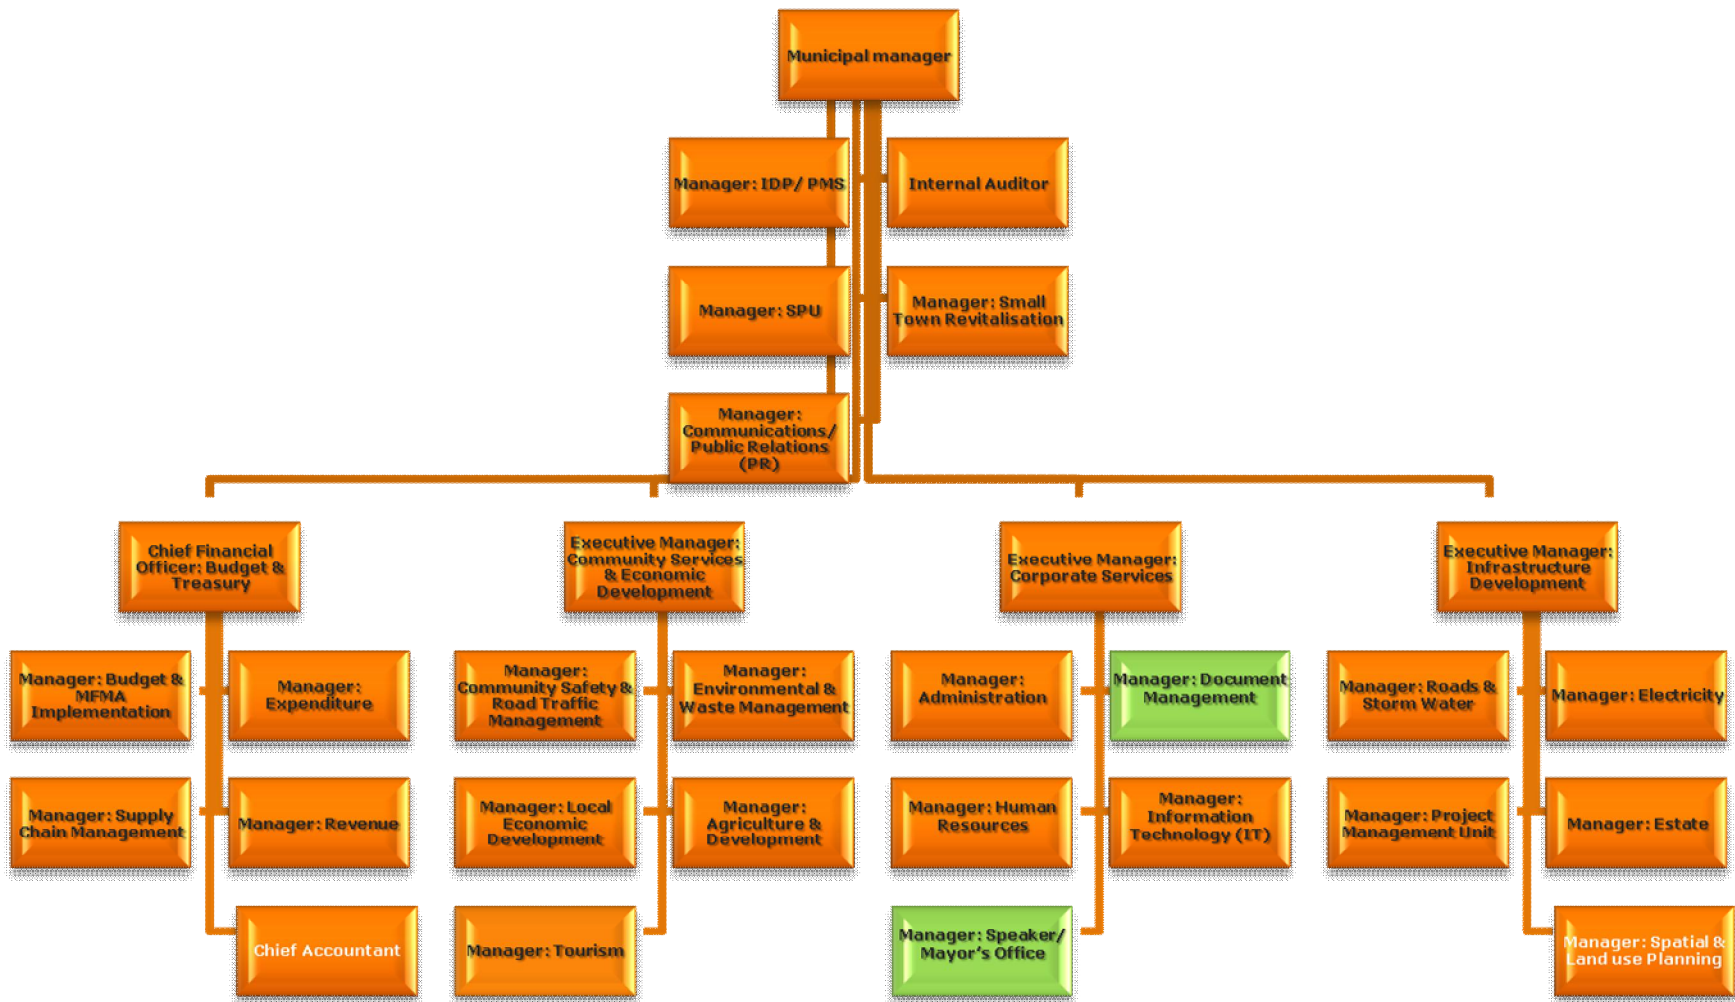 Municipal manager
Manager: IDP/ PMS
Internal Auditor
Manager: SPU
Manager: Small
Town Revitalisation
Manager:
Communications/
Public Relations
(PR)
Chief Financial
Officer: Budget &
Treasury
Executive Manager:
Community Services
& Economic
Development
Executive Manager:
Corporate Services
Executive Manager:
Infrastructure
Development
Manager: Budget &
MFMA
Implementation
Manager:
Expenditure
Manager:
Community Safety &
Road Traffic
Management
Manager:
Environmental &
Waste Management
Manager:
Administration
Manager: Document
Management
Manager: Roads &
Storm Water
Manager: Electricity
Manager: Supply
Chain Management
Manager: Revenue
Manager: Local
Economic
Development
Manager:
Agriculture &
Development
Manager: Human
Resources
Manager:
Information
Technology (IT)
Manager: Project
Management Unit
Manager: Estate
Chief Accountant
Manager: Tourism
Manager: Speaker/
Mayor's Office
Manager: Spatial &
Land use Planning